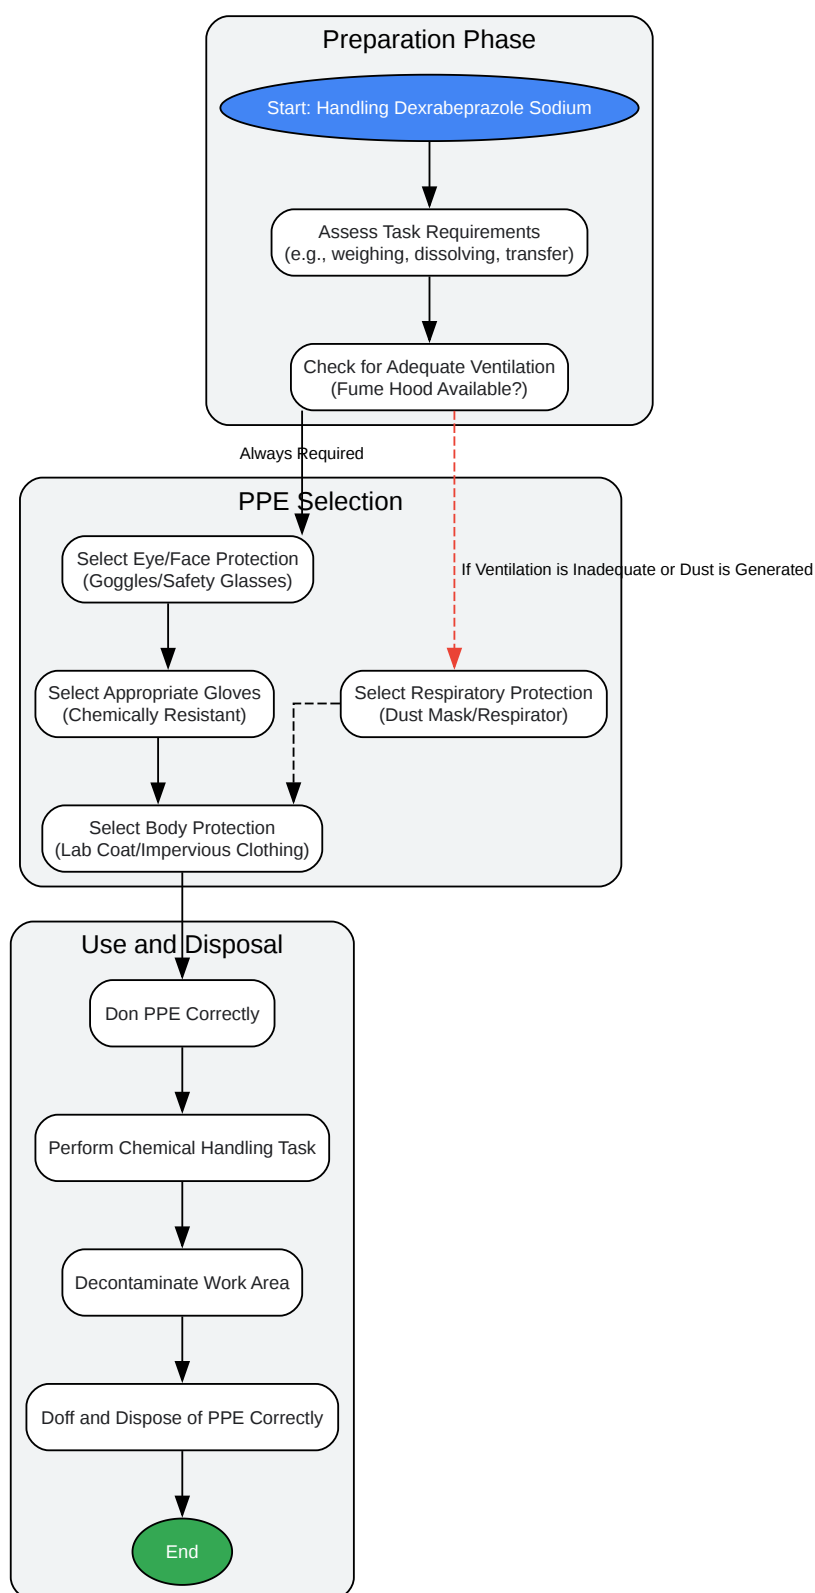 Preparation Phase
Start: Handling Dexrabeprazole Sodium
Assess Task Requirements
(e.g., weighing, dissolving, transfer)
Check for Adequate Ventilation
(Fume Hood Available?)
Always Required
PPE Selection
Select Eye/Face Protection
(Goggles/Safety Glasses)
If Ventilation is Inadequate or Dust is Generated
Select Appropriate Gloves
(Chemically Resistant)
Select Respiratory Protection
(Dust Mask/Respirator)
Select Body Protection
(Lab Coat/Impervious Clothing)
Use and Disposal
Don PPE Correctly
Perform Chemical Handling Task
Decontaminate Work Area
Doff and Dispose of PPE Correctly
End